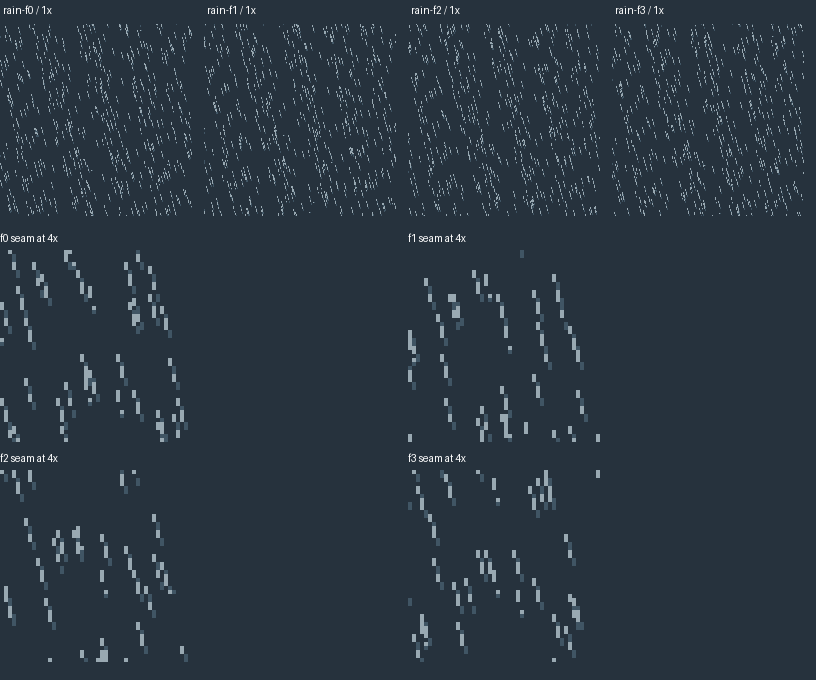 rain-f0 / 1x
rain-f1 / 1x
rain-f2 / 1x
rain-f3 / 1x
f0 seam at 4x
f1 seam at 4x
f2 seam at 4x
f3 seam at 4x